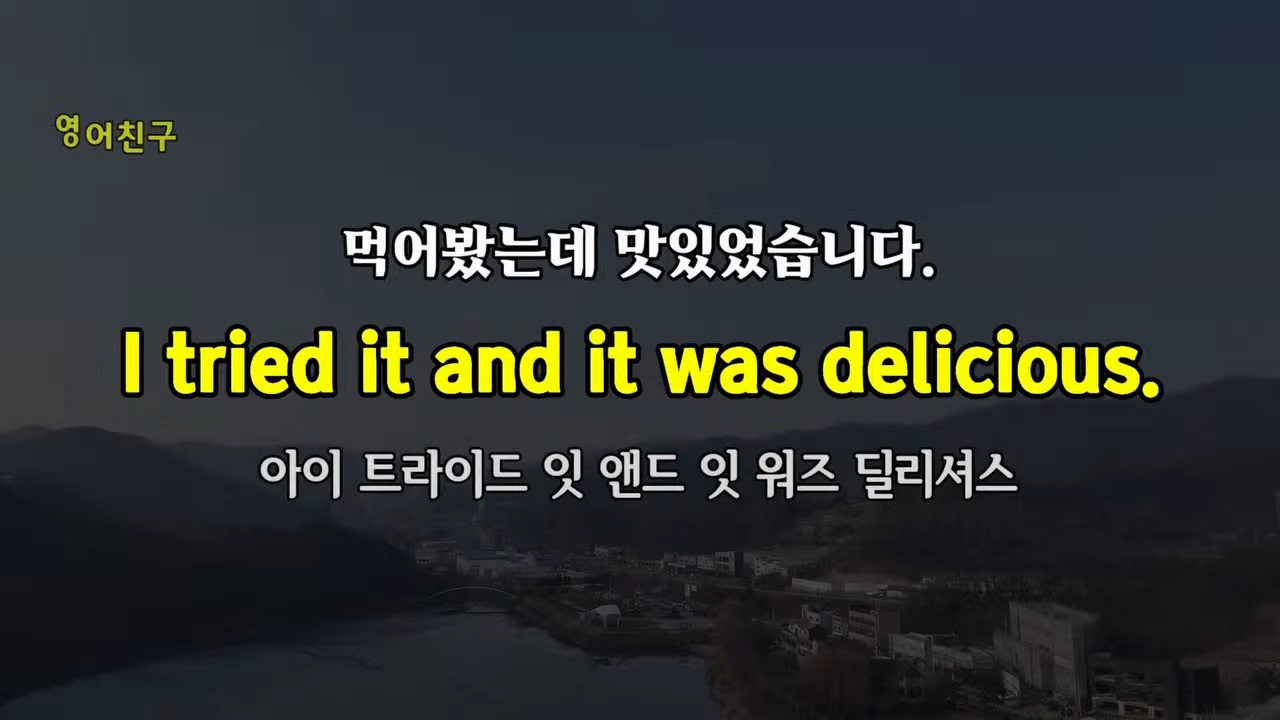 영어친구
먹어봤는데 맛있었습니다.
I tried it and it was delicious.
아이 트라이드 잇 앤드 잇 워즈 딜리셔스